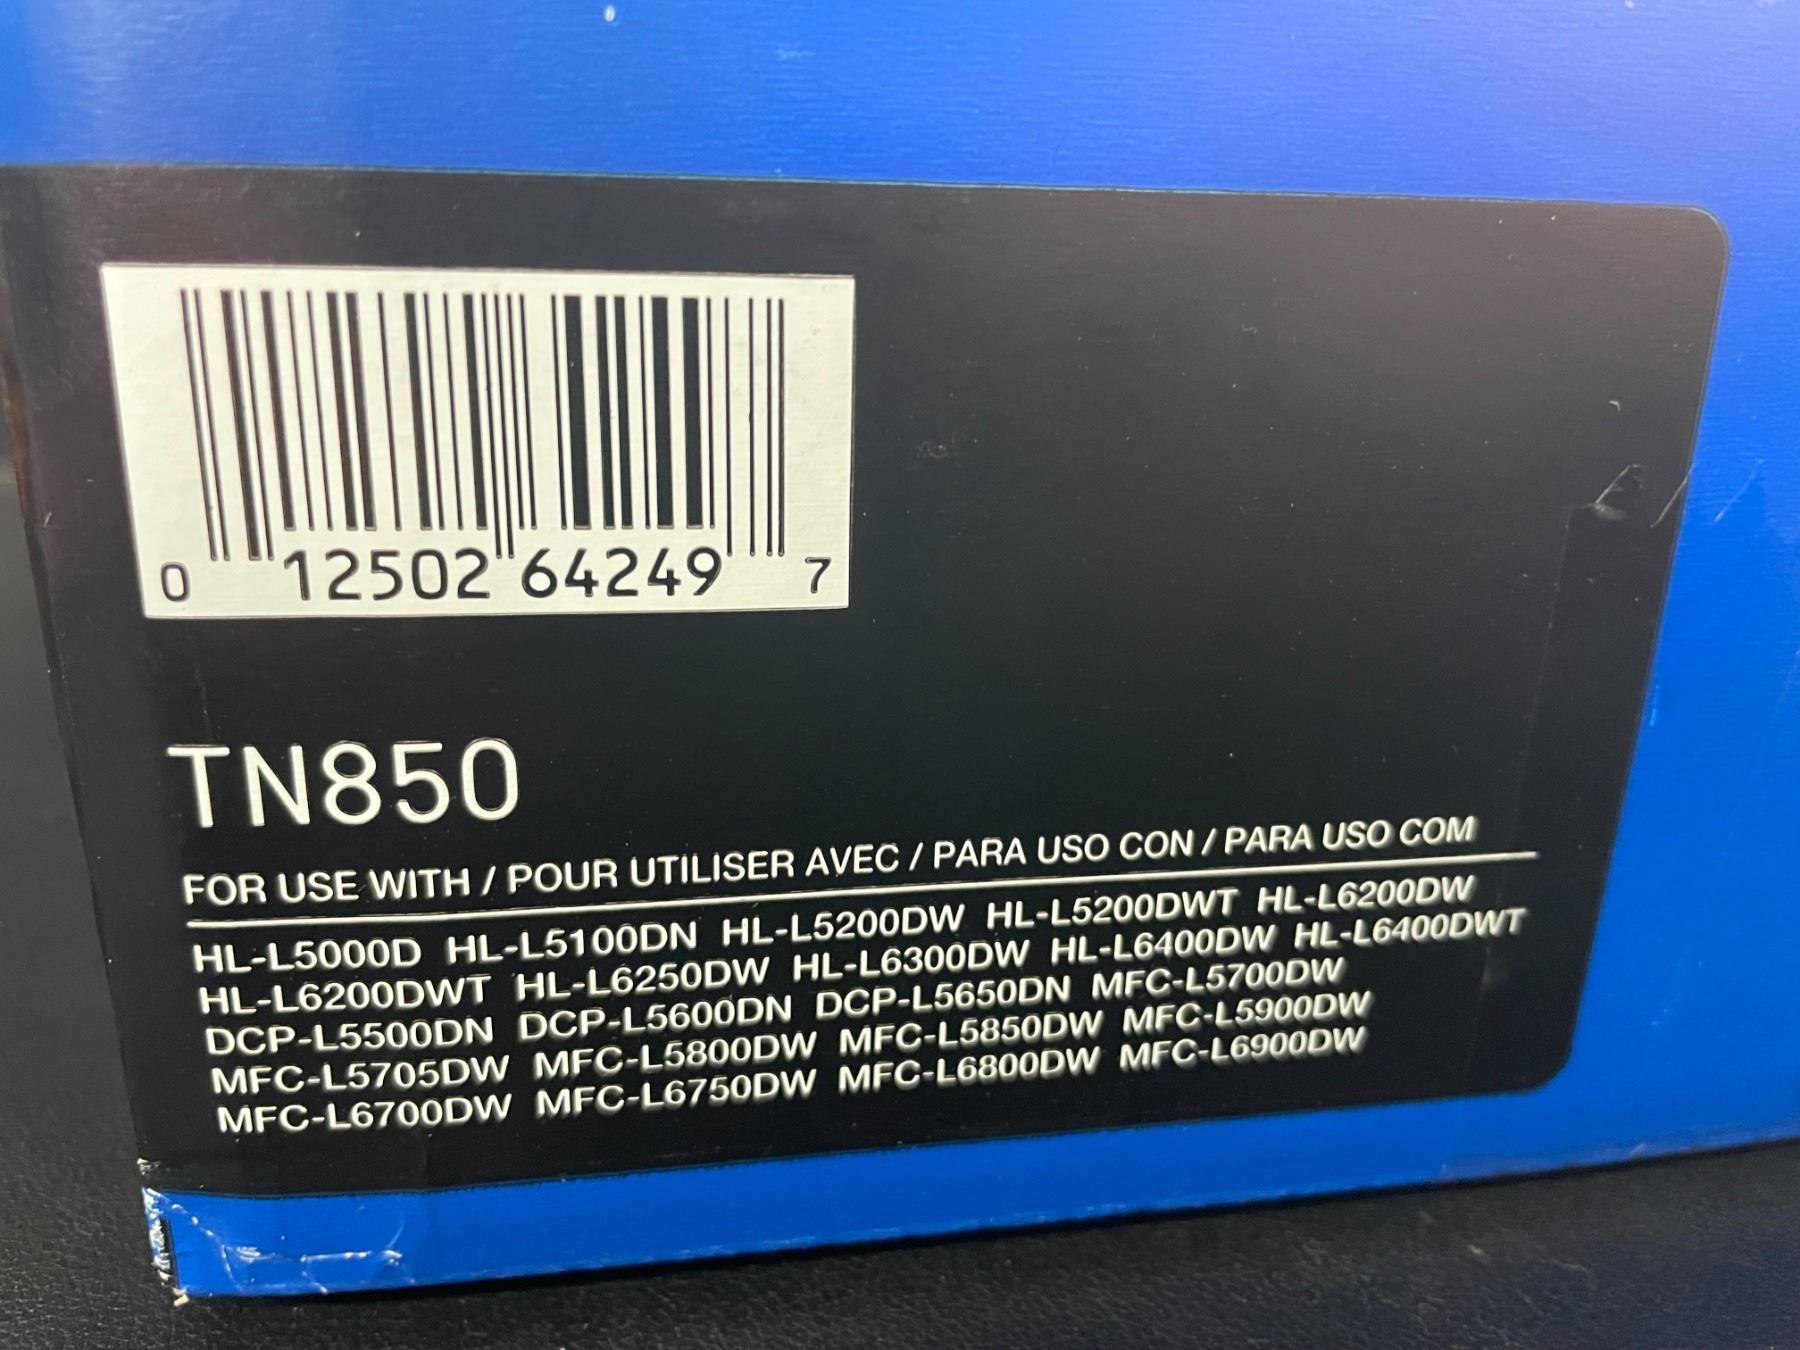 0 12502 64249 7
TN850
FOR USE WITH / POUR UTILISER AVEC / PARA USO CON / PARA USO COM
HL-L5000D HL-L5100DN HL-L5200DW HL-L5200DWT HL-L6200DW
HL-L6200DWT HL-L6250DW HL-L6300DW HL-L6400DW HL-L6400DWT
DCP-L5500DN DCP-L5600DN DCP-L5650DN MFC-L5700DW
MFC-L5705DW MFC-L5800DW MFC-L5850DW MFC-L5900DW
MFC-L6700DW MFC-L6750DW MFC-L6800DW MFC-L6900DW